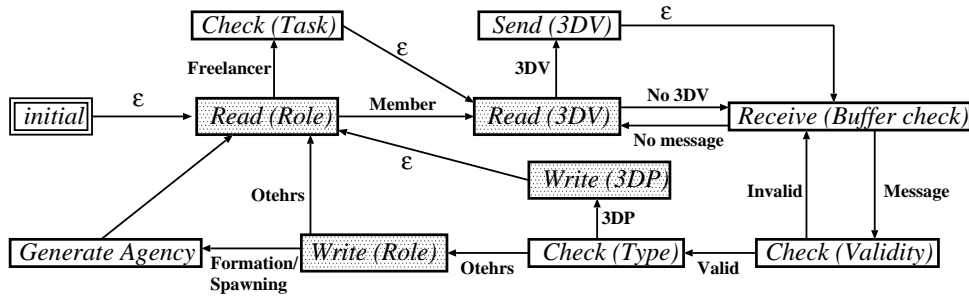 Check (Task)
Send (3DV)
ε
ε
Freelancer
3DV
ε
initial
Read (Role)
Member
Read (3DV)
No 3DV
Receive (Buffer check)
No message
ε
Write (3DP)
Otehrs
Invalid
Message
3DP
Generate Agency
Write (Role)
Check (Type)
Check (Validity)
Formation/
Spawning
Otehrs
Valid